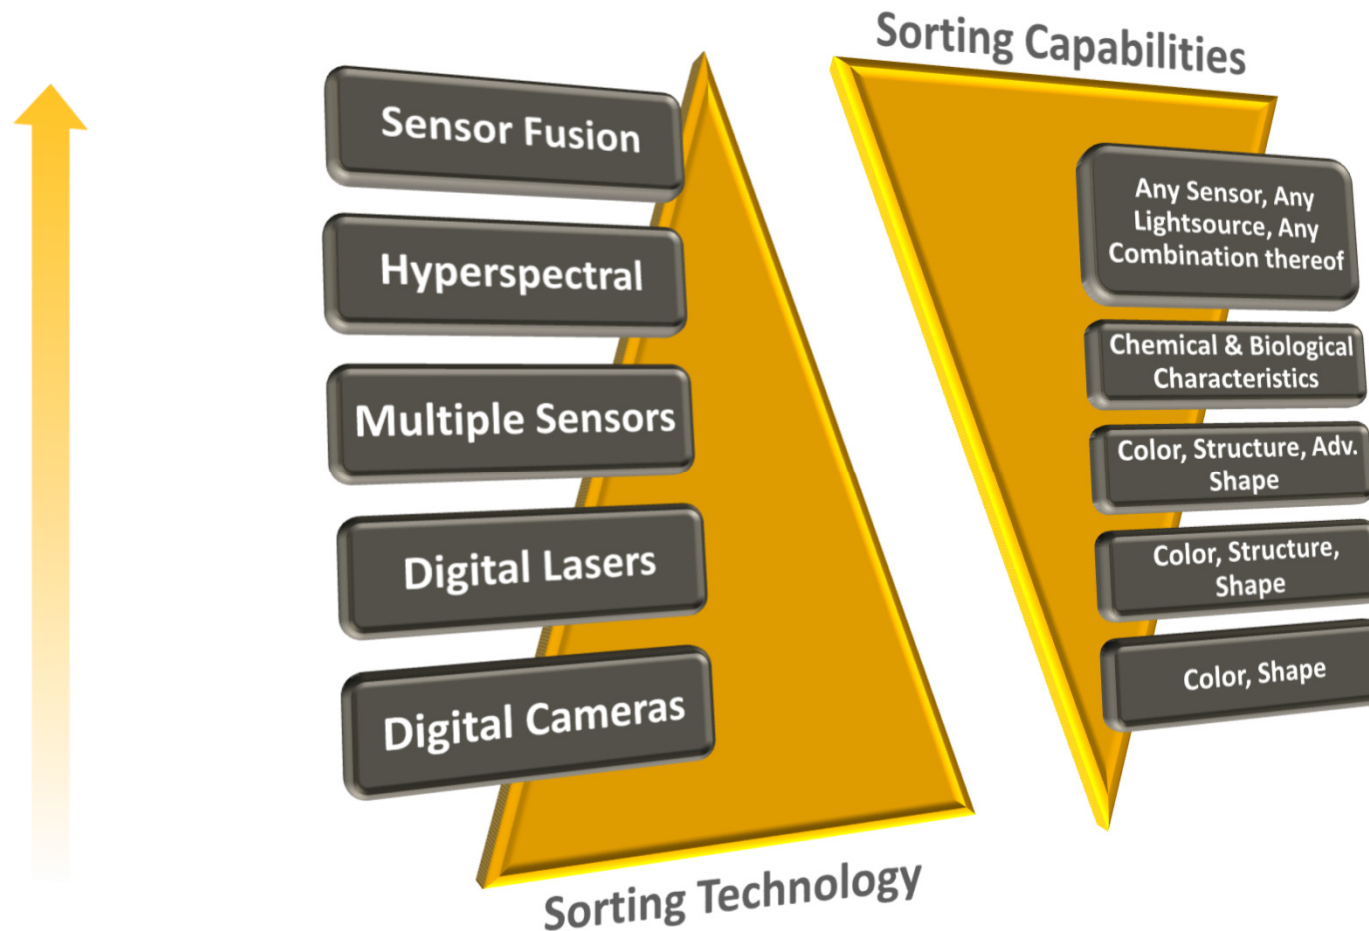 Sorting Capabilities
Sensor Fusion
Hyperspectral
Multiple Sensors
Digital Lasers
Digital Cameras
Sorting Technology
Any Sensor, Any
Lightsource, Any
Combination thereof
Chemical & Biological
Characteristics
Color, Structure, Adv.
Shape
Color, Structure,
Shape
Color, Shape